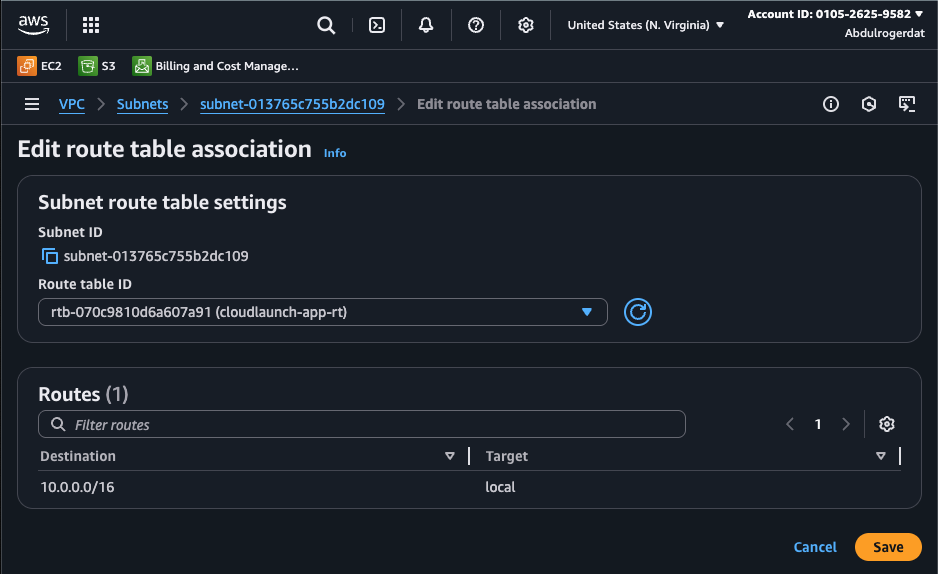 aws
United States (N. Virginia)
Account ID: 0105-2625-9582
Abdulrogerdat
EC2
S3
Billing and Cost Manage...
VPC
Subnets
subnet-013765c755b2dc109
Edit route table association
Edit route table association
Info
Subnet route table settings
Subnet ID
subnet-013765c755b2dc109
Route table ID
rtb-070c9810d6a607a91 (cloudlaunch-app-rt)
Routes (1)
Filter routes
1
Destination
Target
10.0.0.0/16
local
Cancel
Save